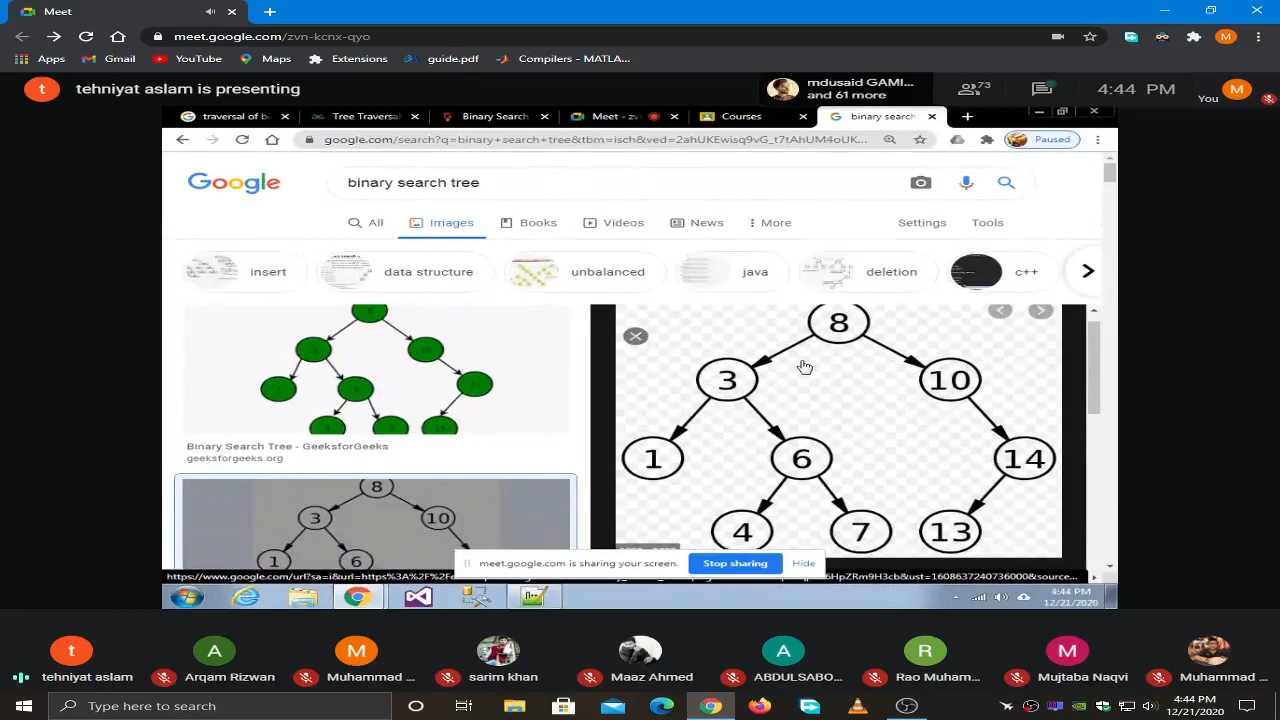 Meet
meet.google.com/zvn-kcnx-qyo
Apps Gmail YouTube Maps Extensions guide.pdf Compilers - MATLA...
t tehniyat aslam is presenting
mdusaid GAMI...
and 61 more
73
4:44 PM
You M
traversal of bi Tree Traversal Binary Search Meet - zv Courses binary search
google.com/search?q=binary+search+tree&tbm=isch&ved=2ahUKEwisq9vG_t7tAhUM4oUK... Paused
Google binary search tree
All Images Books Videos News More Settings Tools
insert data structure unbalanced java deletion c++
8
3 10
1 6 14
4 7 13
Binary Search Tree - GeeksforGeeks
geeksforgeeks.org
8
3 10
1 6
meet.google.com is sharing your screen. Stop sharing Hide
4:44 PM
12/21/2020
t A M A R M
tehniyat aslam Arqam Rizwan Muhammad ... sarim khan Maaz Ahmed ABDULSABO... Rao Muham... Mujtaba Naqvi Muhammad ...
Type here to search
4:44 PM
12/21/2020